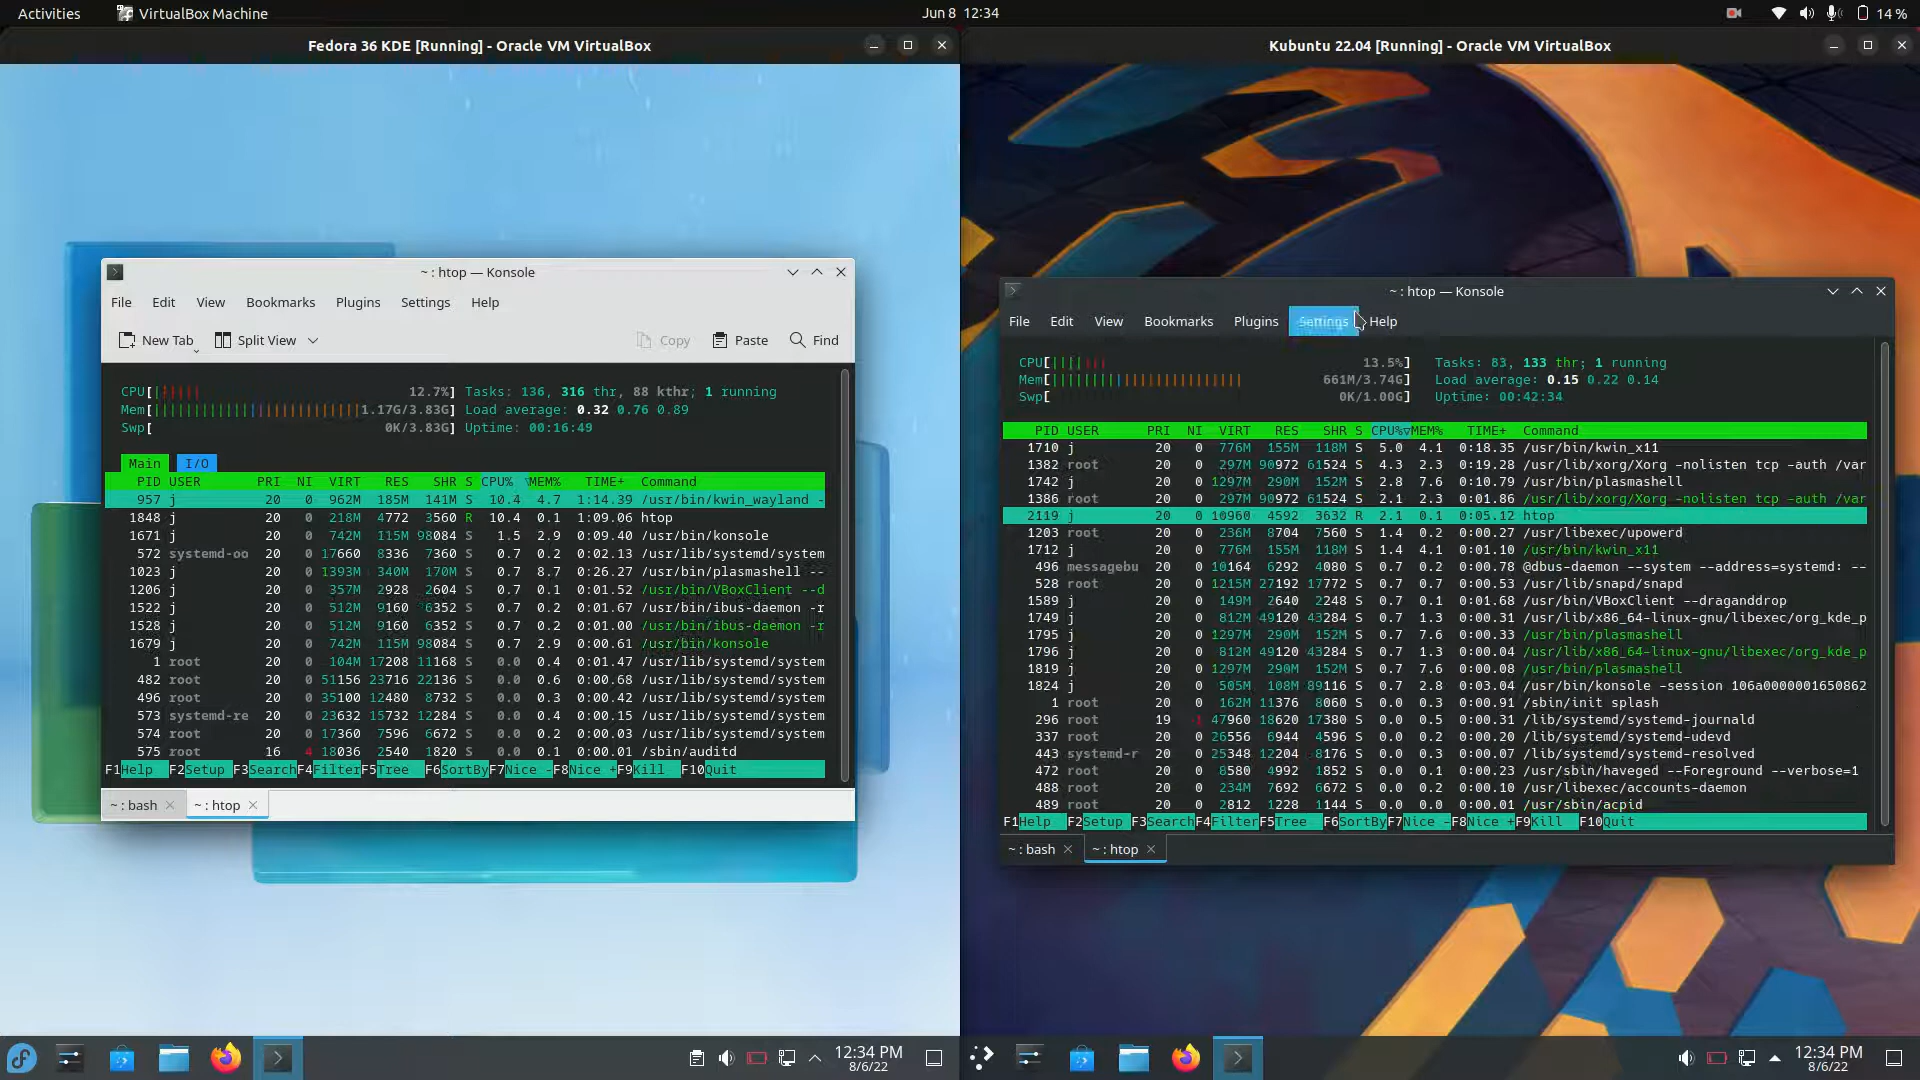 Activities VirtualBox Machine Jun 8 12:34 14 %
Fedora 36 KDE [Running] - Oracle VM VirtualBox
~ : htop — Konsole
File Edit View Bookmarks Plugins Settings Help
New Tab Split View Copy Paste Find
CPU[|||||| 12.7%] Tasks: 136, 316 thr, 88 kthr; 1 running
Mem[||||||||||||||||||||||||||1.17G/3.83G] Load average: 0.32 0.76 0.89
Swp[ 0K/3.83G] Uptime: 00:16:49
Main I/O
PID USER PRI NI VIRT RES SHR S CPU%▽MEM% TIME+ Command
957 j 20 0 962M 185M 141M S 10.4 4.7 1:14.39 /usr/bin/kwin_wayland -
1848 j 20 0 218M 4772 3560 R 10.4 0.1 1:09.06 htop
1671 j 20 0 742M 115M 98084 S 1.5 2.9 0:09.40 /usr/bin/konsole
572 systemd-oo 20 0 17660 8336 7360 S 0.7 0.2 0:02.13 /usr/lib/systemd/system
1023 j 20 0 1393M 340M 170M S 0.7 8.7 0:26.27 /usr/bin/plasmashell --
1206 j 20 0 357M 2928 2604 S 0.7 0.1 0:01.52 /usr/bin/VBoxClient --d
1522 j 20 0 512M 9160 6352 S 0.7 0.2 0:01.67 /usr/bin/ibus-daemon -r
1528 j 20 0 512M 9160 6352 S 0.7 0.2 0:01.00 /usr/bin/ibus-daemon -r
1679 j 20 0 742M 115M 98084 S 0.7 2.9 0:00.61 /usr/bin/konsole
1 root 20 0 104M 17208 11168 S 0.0 0.4 0:01.47 /usr/lib/systemd/system
482 root 20 0 51156 23716 22136 S 0.0 0.6 0:00.68 /usr/lib/systemd/system
496 root 20 0 35100 12480 8732 S 0.0 0.3 0:00.42 /usr/lib/systemd/system
573 systemd-re 20 0 23632 15732 12284 S 0.0 0.4 0:00.15 /usr/lib/systemd/system
574 root 20 0 17360 7596 6672 S 0.0 0.2 0:00.03 /usr/lib/systemd/system
575 root 16 4 18036 2540 1820 S 0.0 0.1 0:00.01 /sbin/auditd
F1Help F2Setup F3SearchF4FilterF5Tree F6SortByF7Nice -F8Nice +F9Kill F10Quit
~ : bash ~ : htop
12:34 PM
8/6/22
Kubuntu 22.04 [Running] - Oracle VM VirtualBox
~ : htop — Konsole
File Edit View Bookmarks Plugins Settings Help
CPU[||||||| 13.5%] Tasks: 83, 133 thr; 1 running
Mem[|||||||||||||||||||||||| 661M/3.74G] Load average: 0.15 0.22 0.14
Swp[ 0K/1.00G] Uptime: 00:42:34
PID USER PRI NI VIRT RES SHR S CPU%▽MEM% TIME+ Command
1710 j 20 0 776M 155M 118M S 5.0 4.1 0:18.35 /usr/bin/kwin_x11
1382 root 20 0 297M 90972 61524 S 4.3 2.3 0:19.28 /usr/lib/xorg/Xorg -nolisten tcp -auth /var
1742 j 20 0 1297M 290M 152M S 2.8 7.6 0:10.79 /usr/bin/plasmashell
1386 root 20 0 297M 90972 61524 S 2.1 2.3 0:01.86 /usr/lib/xorg/Xorg -nolisten tcp -auth /var
2119 j 20 0 10960 4592 3632 R 2.1 0.1 0:05.12 htop
1203 root 20 0 236M 8704 7560 S 1.4 0.2 0:00.27 /usr/libexec/upowerd
1712 j 20 0 776M 155M 118M S 1.4 4.1 0:01.10 /usr/bin/kwin_x11
496 messagebu 20 0 10164 6292 4080 S 0.7 0.2 0:00.78 @dbus-daemon --system --address=systemd: --
528 root 20 0 1215M 27192 17772 S 0.7 0.7 0:00.53 /usr/lib/snapd/snapd
1589 j 20 0 149M 2640 2248 S 0.7 0.1 0:01.68 /usr/bin/VBoxClient --draganddrop
1749 j 20 0 812M 49120 43284 S 0.7 1.3 0:00.31 /usr/lib/x86_64-linux-gnu/libexec/org_kde_p
1795 j 20 0 1297M 290M 152M S 0.7 7.6 0:00.33 /usr/bin/plasmashell
1796 j 20 0 812M 49120 43284 S 0.7 1.3 0:00.04 /usr/lib/x86_64-linux-gnu/libexec/org_kde_p
1819 j 20 0 1297M 290M 152M S 0.7 7.6 0:00.08 /usr/bin/plasmashell
1824 j 20 0 505M 108M 89116 S 0.7 2.8 0:03.04 /usr/bin/konsole -session 106a0000001650862
1 root 20 0 162M 11376 8060 S 0.0 0.3 0:00.91 /sbin/init splash
296 root 19 -1 47960 18620 17380 S 0.0 0.5 0:00.31 /lib/systemd/systemd-journald
337 root 20 0 26556 6944 4596 S 0.0 0.2 0:00.20 /lib/systemd/systemd-udevd
443 systemd-r 20 0 25348 12204 8176 S 0.0 0.3 0:00.07 /lib/systemd/systemd-resolved
472 root 20 0 8580 4992 1852 S 0.0 0.1 0:00.23 /usr/sbin/haveged --Foreground --verbose=1
488 root 20 0 234M 7692 6672 S 0.0 0.2 0:00.10 /usr/libexec/accounts-daemon
489 root 20 0 2812 1228 1144 S 0.0 0.0 0:00.01 /usr/sbin/acpid
F1Help F2Setup F3SearchF4FilterF5Tree F6SortByF7Nice -F8Nice +F9Kill F10Quit
~ : bash ~ : htop
12:34 PM
8/6/22